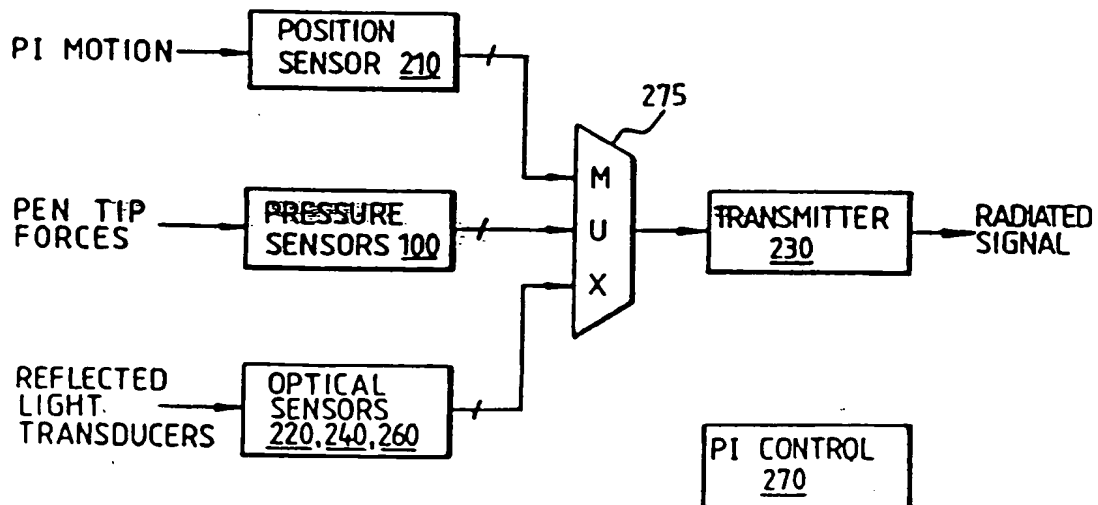 PI MOTION
POSITION
SENSOR 210
275
PEN TIP
FORCES
PRESSURE
SENSORS 100
M
U
X
TRANSMITTER
230
RADIATED
SIGNAL
REFLECTED
LIGHT
TRANSDUCERS
OPTICAL
SENSORS
220,240,260
PI CONTROL
270